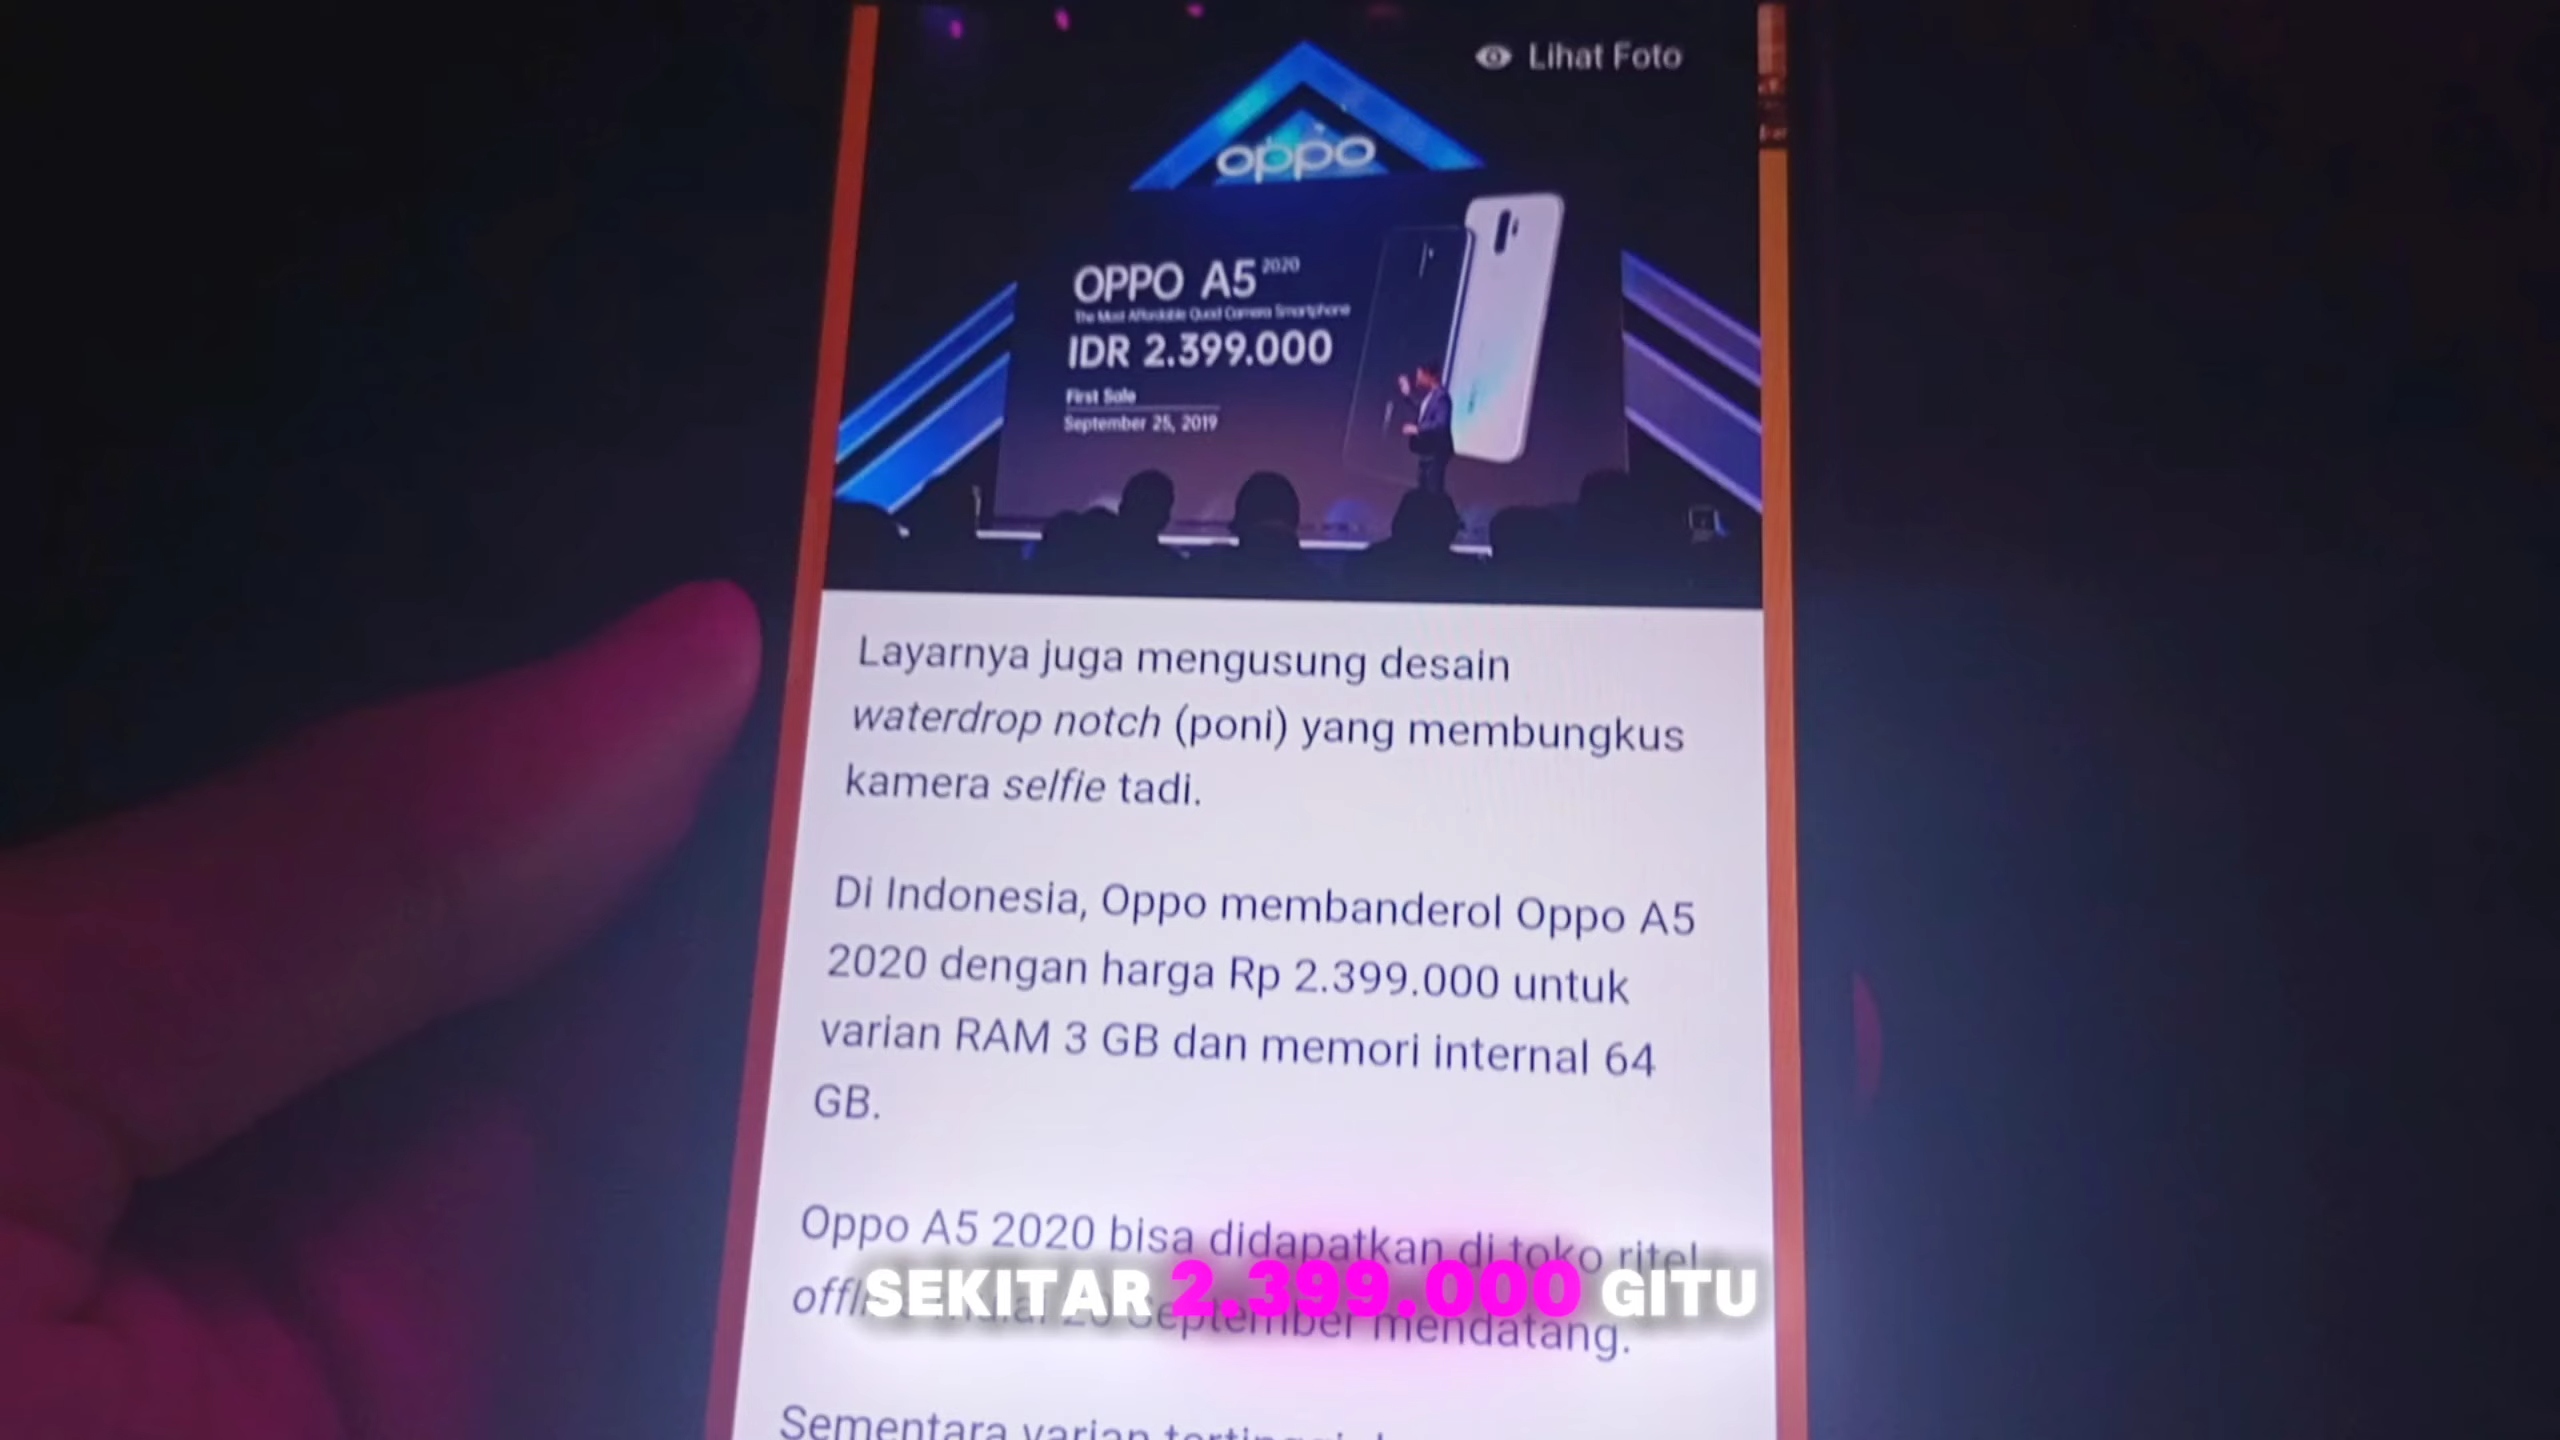 Lihat Foto
oppo
OPPO A5 2020
The Most Affordable Quad Camera Smartphone
IDR 2.399.000
First Sale
September 25, 2019
Layarnya juga mengusung desain
waterdrop notch (poni) yang membungkus
kamera selfie tadi.
Di Indonesia, Oppo membanderol Oppo A5
2020 dengan harga Rp 2.399.000 untuk
varian RAM 3 GB dan memori internal 64
GB.
Oppo A5 2020 bisa didapatkan di toko ritel
September mendatang.
SEKITAR 2.399.000 GITU
Sementara varian